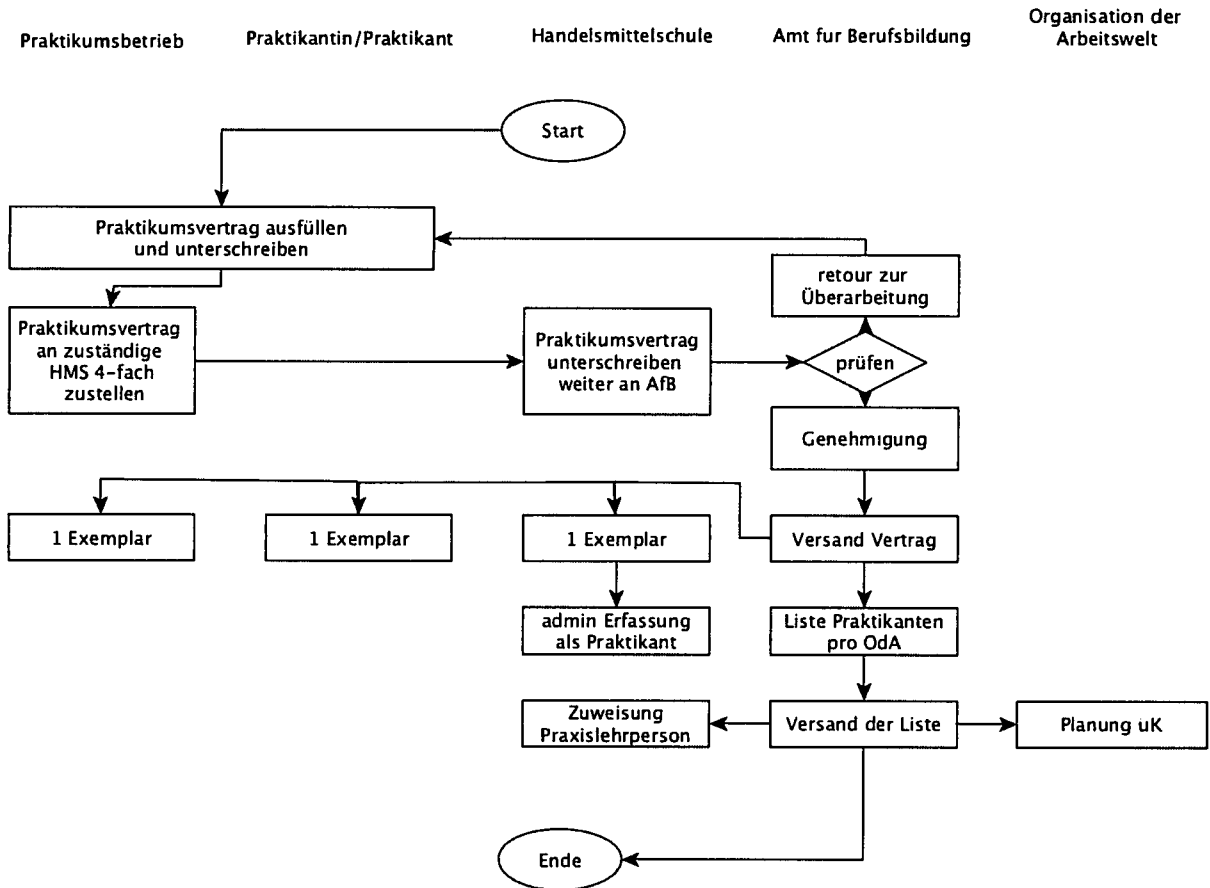 Praktikumsbetrieb
Praktikantin/Praktikant
Handelsmittelschule
Amt fur Berufsbildung
Organisation der
Arbeitswelt
Start
Praktikumsvertrag ausfüllen
und unterschreiben
retour zur
Überarbeitung
Praktikumsvertrag
an zuständige
HMS 4-fach
zustellen
Praktikumsvertrag
unterschreiben
weiter an AfB
prüfen
Genehmigung
1 Exemplar
1 Exemplar
1 Exemplar
Versand Vertrag
admin Erfassung
als Praktikant
Liste Praktikanten
pro OdA
Zuweisung
Praxislehrperson
Versand der Liste
Planung uK
Ende